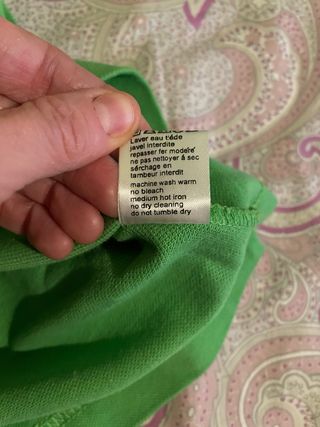 Laver eau tiède
javel interdite
repasser fer modéré
ne pas nettoyer à sec
sérchage en
tambour interdit
machine wash warm
no bleach
medium hot iron
no dry cleaning
do not tumble dry